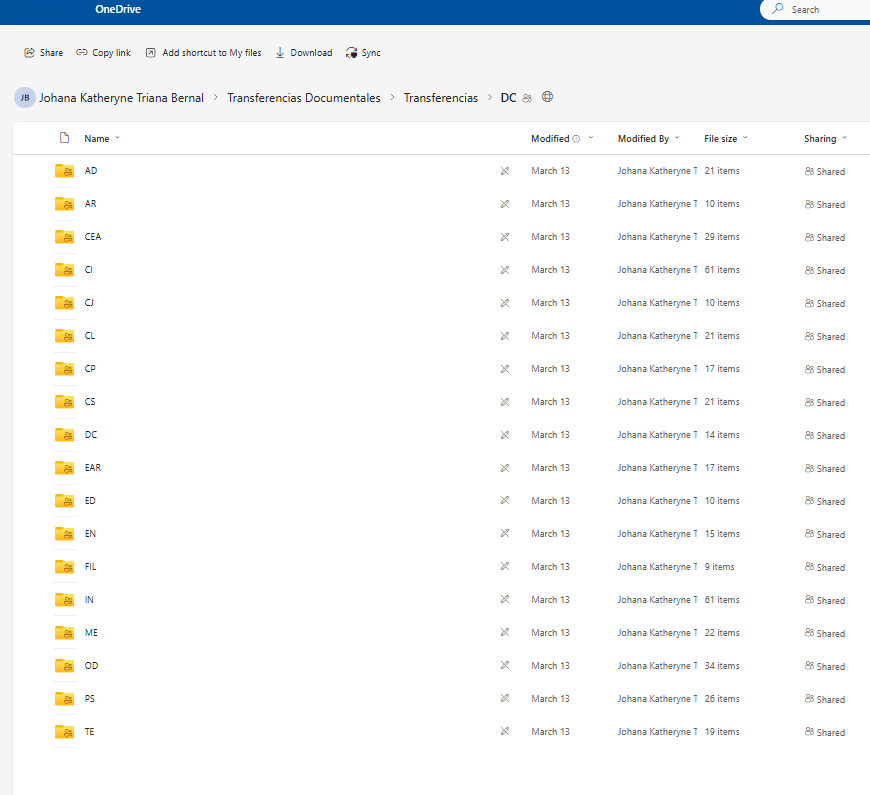 OneDrive
Search
Share Copy link Add shortcut to My files Download Sync
JB Johana Katheryne Triana Bernal > Transferencias Documentales > Transferencias > DC
Name Modified Modified By File size Sharing
AD March 13 Johana Katheryne T 21 items Shared
AR March 13 Johana Katheryne T 10 items Shared
CEA March 13 Johana Katheryne T 29 items Shared
CI March 13 Johana Katheryne T 61 items Shared
CJ March 13 Johana Katheryne T 10 items Shared
CL March 13 Johana Katheryne T 21 items Shared
CP March 13 Johana Katheryne T 17 items Shared
CS March 13 Johana Katheryne T 21 items Shared
DC March 13 Johana Katheryne T 14 items Shared
EAR March 13 Johana Katheryne T 17 items Shared
ED March 13 Johana Katheryne T 10 items Shared
EN March 13 Johana Katheryne T 15 items Shared
FIL March 13 Johana Katheryne T 9 items Shared
IN March 13 Johana Katheryne T 61 items Shared
ME March 13 Johana Katheryne T 22 items Shared
OD March 13 Johana Katheryne T 34 items Shared
PS March 13 Johana Katheryne T 26 items Shared
TE March 13 Johana Katheryne T 19 items Shared